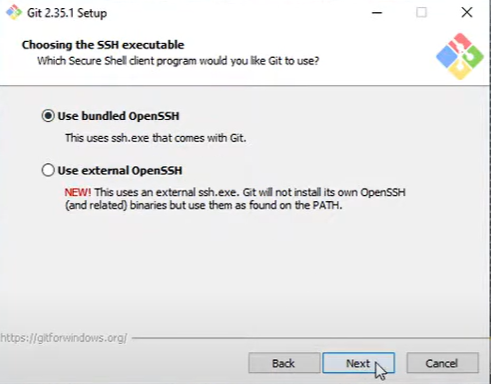 Git 2.35.1 Setup
Choosing the SSH executable
Which Secure Shell client program would you like Git to use?
Use bundled OpenSSH
This uses ssh.exe that comes with Git.
Use external OpenSSH
NEW! This uses an external ssh.exe. Git will not install its own OpenSSH
(and related) binaries but use them as found on the PATH.
https://gitforwindows.org/
Back
Next
Cancel